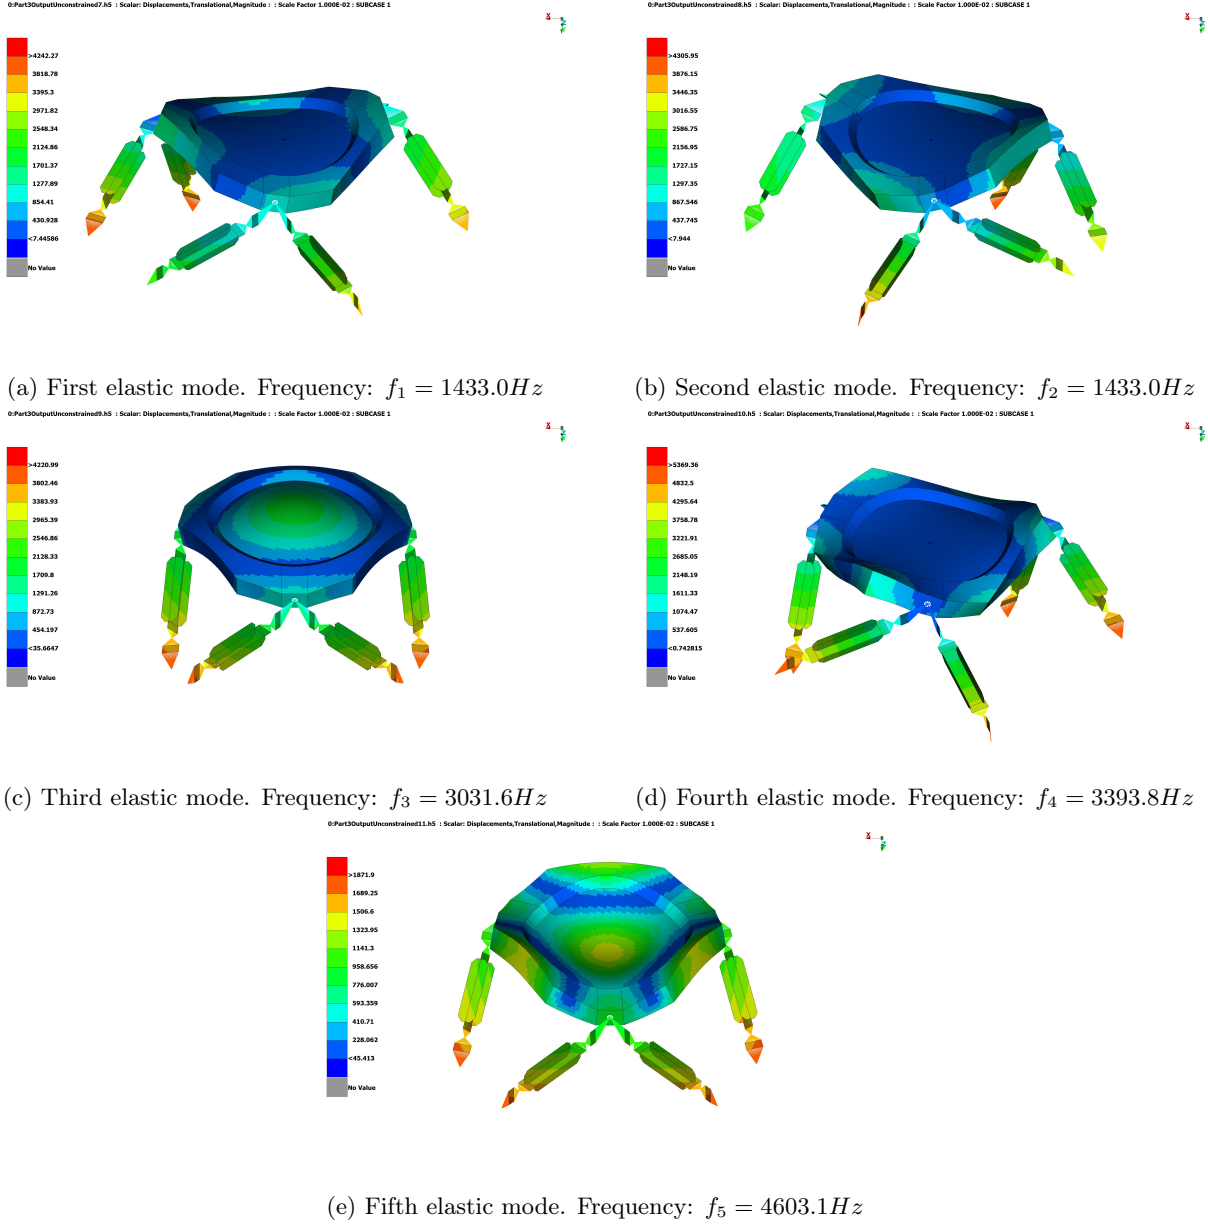 0:Part3OutputUnconstrained7.h5 : Scalar: Displacements,Translational,Magnitude : : Scale Factor 1.000E-02 : SUBCASE 1
X
>4242.27
3818.78
3395.3
2971.82
2548.34
2124.86
1701.37
1277.89
854.41
430.928
<7.44586
No Value
(a) First elastic mode. Frequency: f1 = 1433.0Hz
0:Part3OutputUnconstrained8.h5 : Scalar: Displacements,Translational,Magnitude : : Scale Factor 1.000E-02 : SUBCASE 1
X
>4305.95
3876.15
3446.35
3016.55
2586.75
2156.95
1727.15
1297.35
867.546
437.745
<7.944
No Value
(b) Second elastic mode. Frequency: f2 = 1433.0Hz
0:Part3OutputUnconstrained9.h5 : Scalar: Displacements,Translational,Magnitude : : Scale Factor 1.000E-02 : SUBCASE 1
X
>4220.99
3802.46
3383.93
2965.39
2546.86
2128.33
1709.8
1291.26
872.73
454.197
<35.6647
No Value
(c) Third elastic mode. Frequency: f3 = 3031.6Hz
0:Part3OutputUnconstrained10.h5 : Scalar: Displacements,Translational,Magnitude : : Scale Factor 1.000E-02 : SUBCASE 1
X
>5369.36
4832.5
4295.64
3758.78
3221.91
2685.05
2148.19
1611.33
1074.47
537.605
<0.742815
No Value
(d) Fourth elastic mode. Frequency: f4 = 3393.8Hz
0:Part3OutputUnconstrained11.h5 : Scalar: Displacements,Translational,Magnitude : : Scale Factor 1.000E-02 : SUBCASE 1
X
>1871.9
1689.25
1506.6
1323.95
1141.3
958.656
776.007
593.359
410.71
228.062
<45.413
No Value
(e) Fifth elastic mode. Frequency: f5 = 4603.1Hz